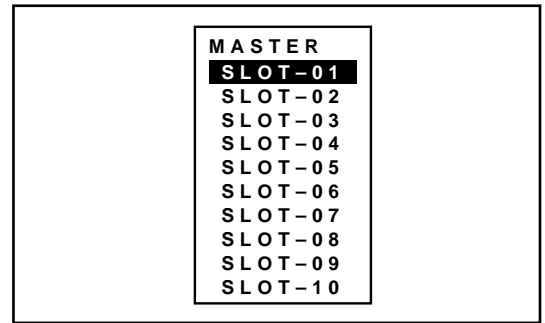 MASTER
SLOT–01
SLOT–02
SLOT–03
SLOT–04
SLOT–05
SLOT–06
SLOT–07
SLOT–08
SLOT–09
SLOT–10